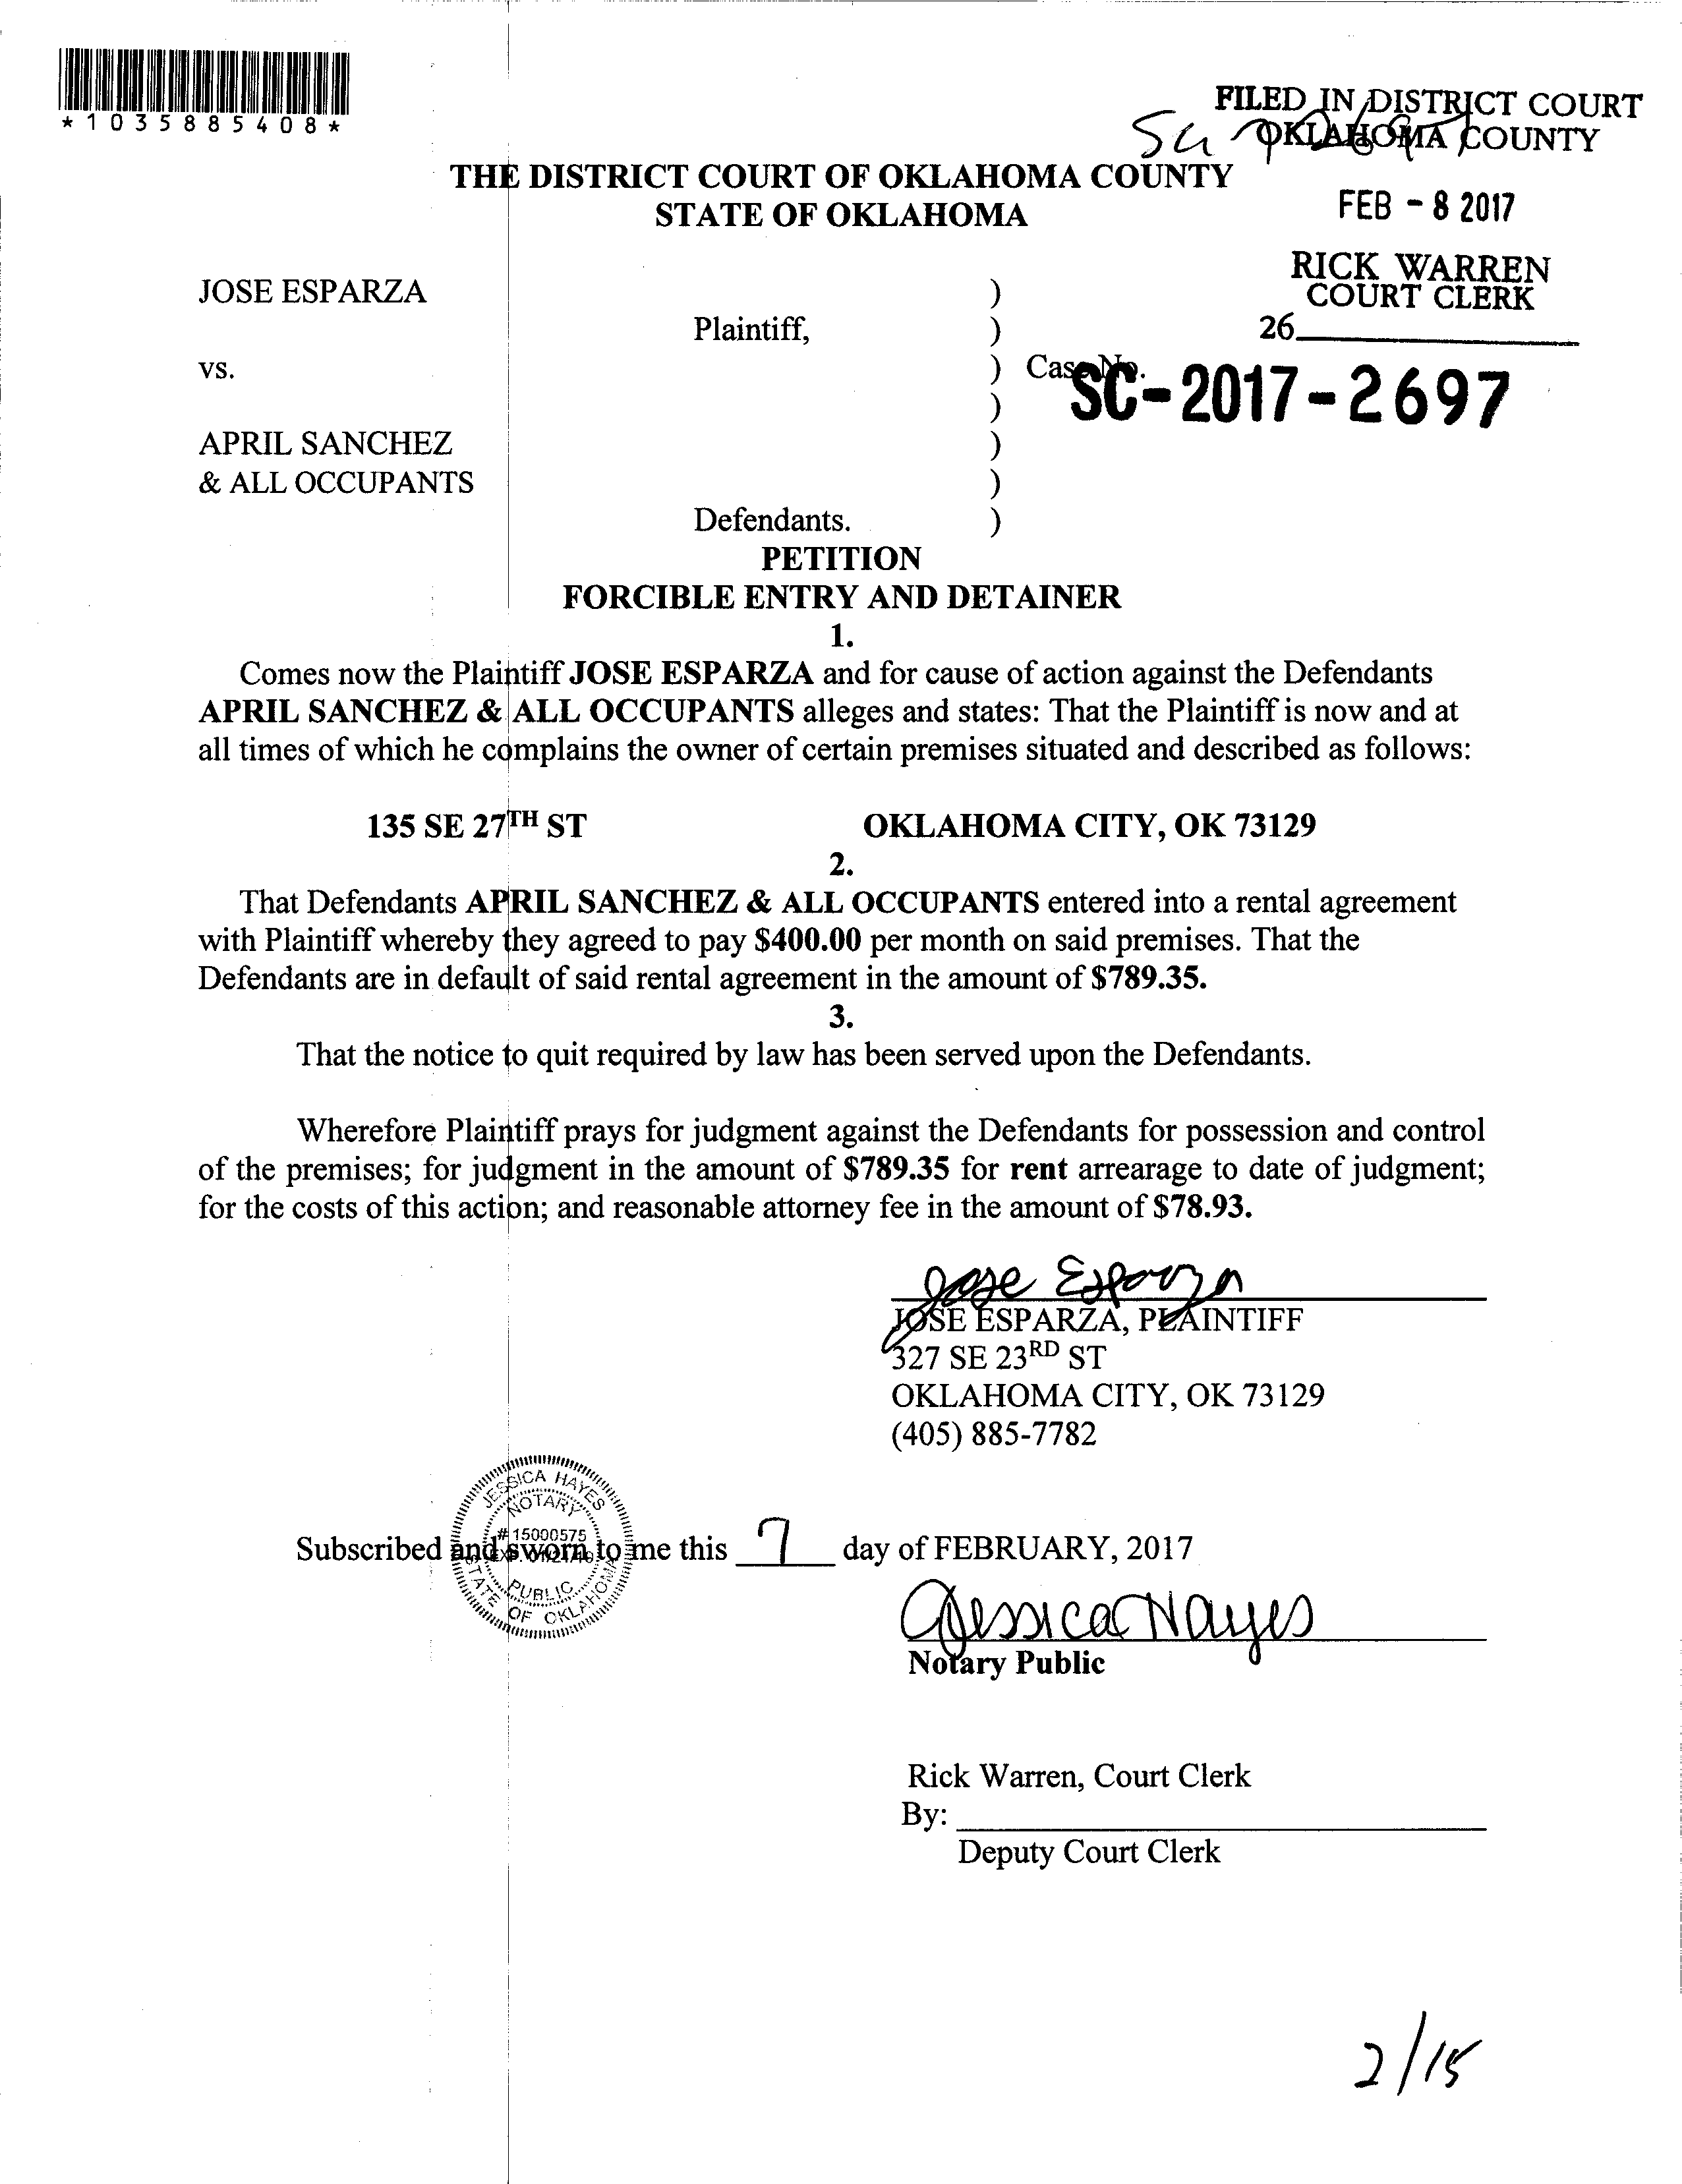 *1035885408*
FILED IN DISTRICT COURT
OKLAHOMA COUNTY
THE DISTRICT COURT OF OKLAHOMA COUNTY
STATE OF OKLAHOMA
FEB - 8 2017
RICK WARREN
COURT CLERK
26
JOSE ESPARZA )
Plaintiff, )
vs. ) Case No.
SC-2017-2697
)
APRIL SANCHEZ )
& ALL OCCUPANTS )
Defendants. )
PETITION
FORCIBLE ENTRY AND DETAINER
1.
Comes now the Plaintiff JOSE ESPARZA and for cause of action against the Defendants
APRIL SANCHEZ & ALL OCCUPANTS alleges and states: That the Plaintiff is now and at
all times of which he complains the owner of certain premises situated and described as follows:
135 SE 27TH ST OKLAHOMA CITY, OK 73129
2.
That Defendants APRIL SANCHEZ & ALL OCCUPANTS entered into a rental agreement
with Plaintiff whereby they agreed to pay $400.00 per month on said premises. That the
Defendants are in default of said rental agreement in the amount of $789.35.
3.
That the notice to quit required by law has been served upon the Defendants.
Wherefore Plaintiff prays for judgment against the Defendants for possession and control
of the premises; for judgment in the amount of $789.35 for rent arrearage to date of judgment;
for the costs of this action; and reasonable attorney fee in the amount of $78.93.
Jose Esparza
JOSE ESPARZA, PLAINTIFF
327 SE 23RD ST
OKLAHOMA CITY, OK 73129
(405) 885-7782
JESSICA HAYES
NOTARY
# 15000575
PUBLIC
STATE OF OKLAHOMA
Subscribed and sworn to me this 7 day of FEBRUARY, 2017
Jessica Hayes
Notary Public
Rick Warren, Court Clerk
By:
Deputy Court Clerk
2/15